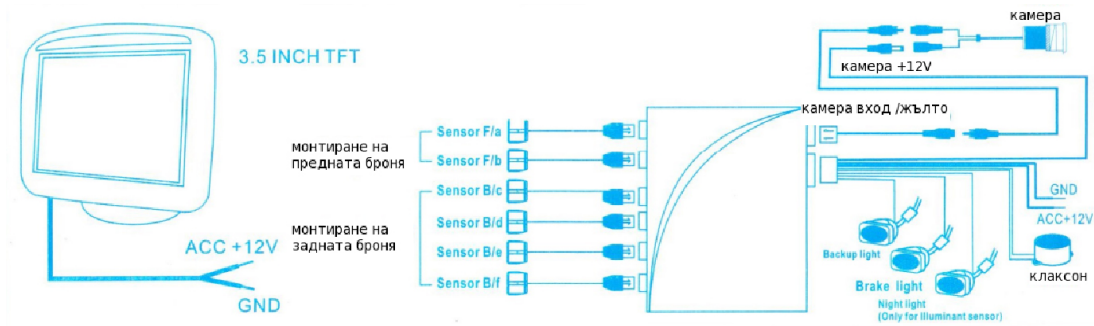 3.5 INCH TFT
ACC +12V
GND
монтиране на
предната броня
монтиране на
задната броня
Sensor F/a
Sensor F/b
Sensor B/c
Sensor B/d
Sensor B/e
Sensor B/f
камера
камера +12V
камера вход /жълто
GND
ACC+12V
клаксон
Backup light
Brake light
Night light
(Only for illuminant sensor)